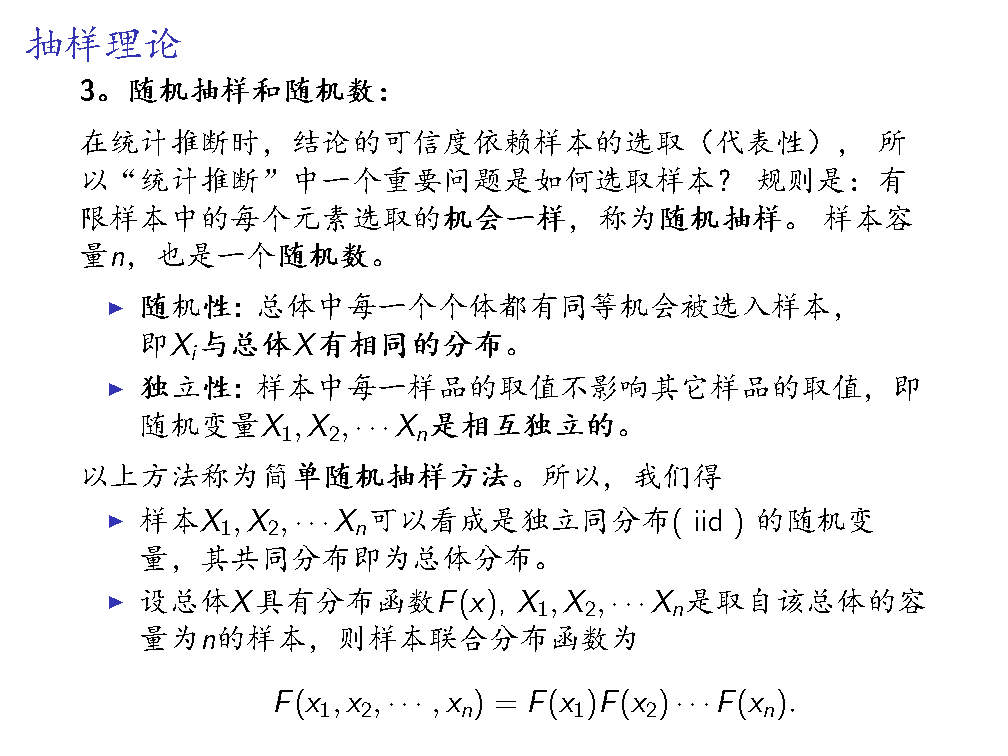 抽样理论
3。随机抽样和随机数：
在统计推断时，结论的可信度依赖样本的选取（代表性）， 所
以“统计推断”中一个重要问题是如何选取样本？ 规则是：有
限样本中的每个元素选取的机会一样，称为随机抽样。 样本容
量n，也是一个随机数。
▶ 随机性：总体中每一个个体都有同等机会被选入样本，
即Xᵢ与总体X有相同的分布。
▶ 独立性：样本中每一样品的取值不影响其它样品的取值，即
随机变量X₁, X₂, ··· Xₙ是相互独立的。
以上方法称为简单随机抽样方法。所以，我们得
▶ 样本X₁, X₂, ··· Xₙ可以看成是独立同分布( iid ) 的随机变
量，其共同分布即为总体分布。
▶ 设总体X具有分布函数F(x), X₁, X₂, ··· Xₙ是取自该总体的容
量为n的样本，则样本联合分布函数为
F(x₁, x₂, ··· , xₙ) = F(x₁)F(x₂) ··· F(xₙ).